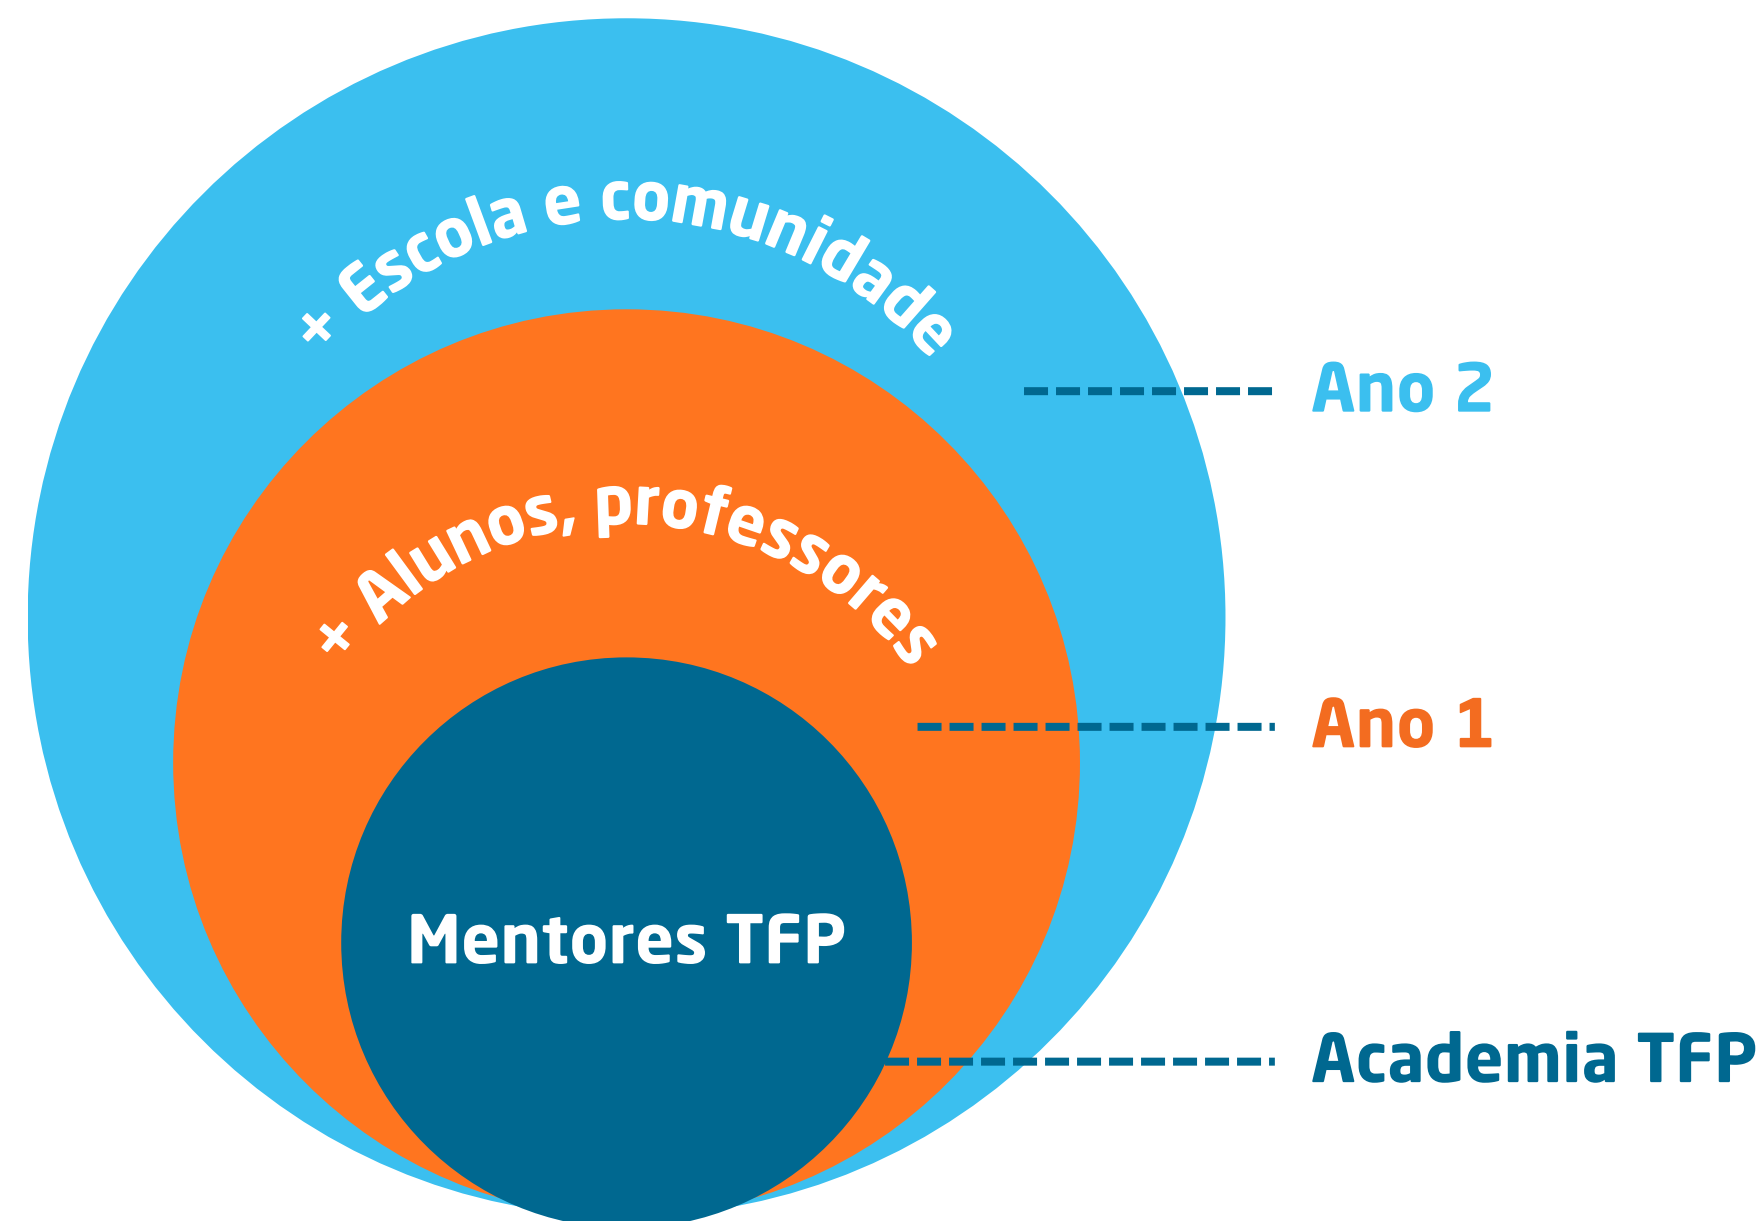 + Escola e comunidade
Ano 2
+ Alunos, professores
Ano 1
Mentores TFP
Academia TFP